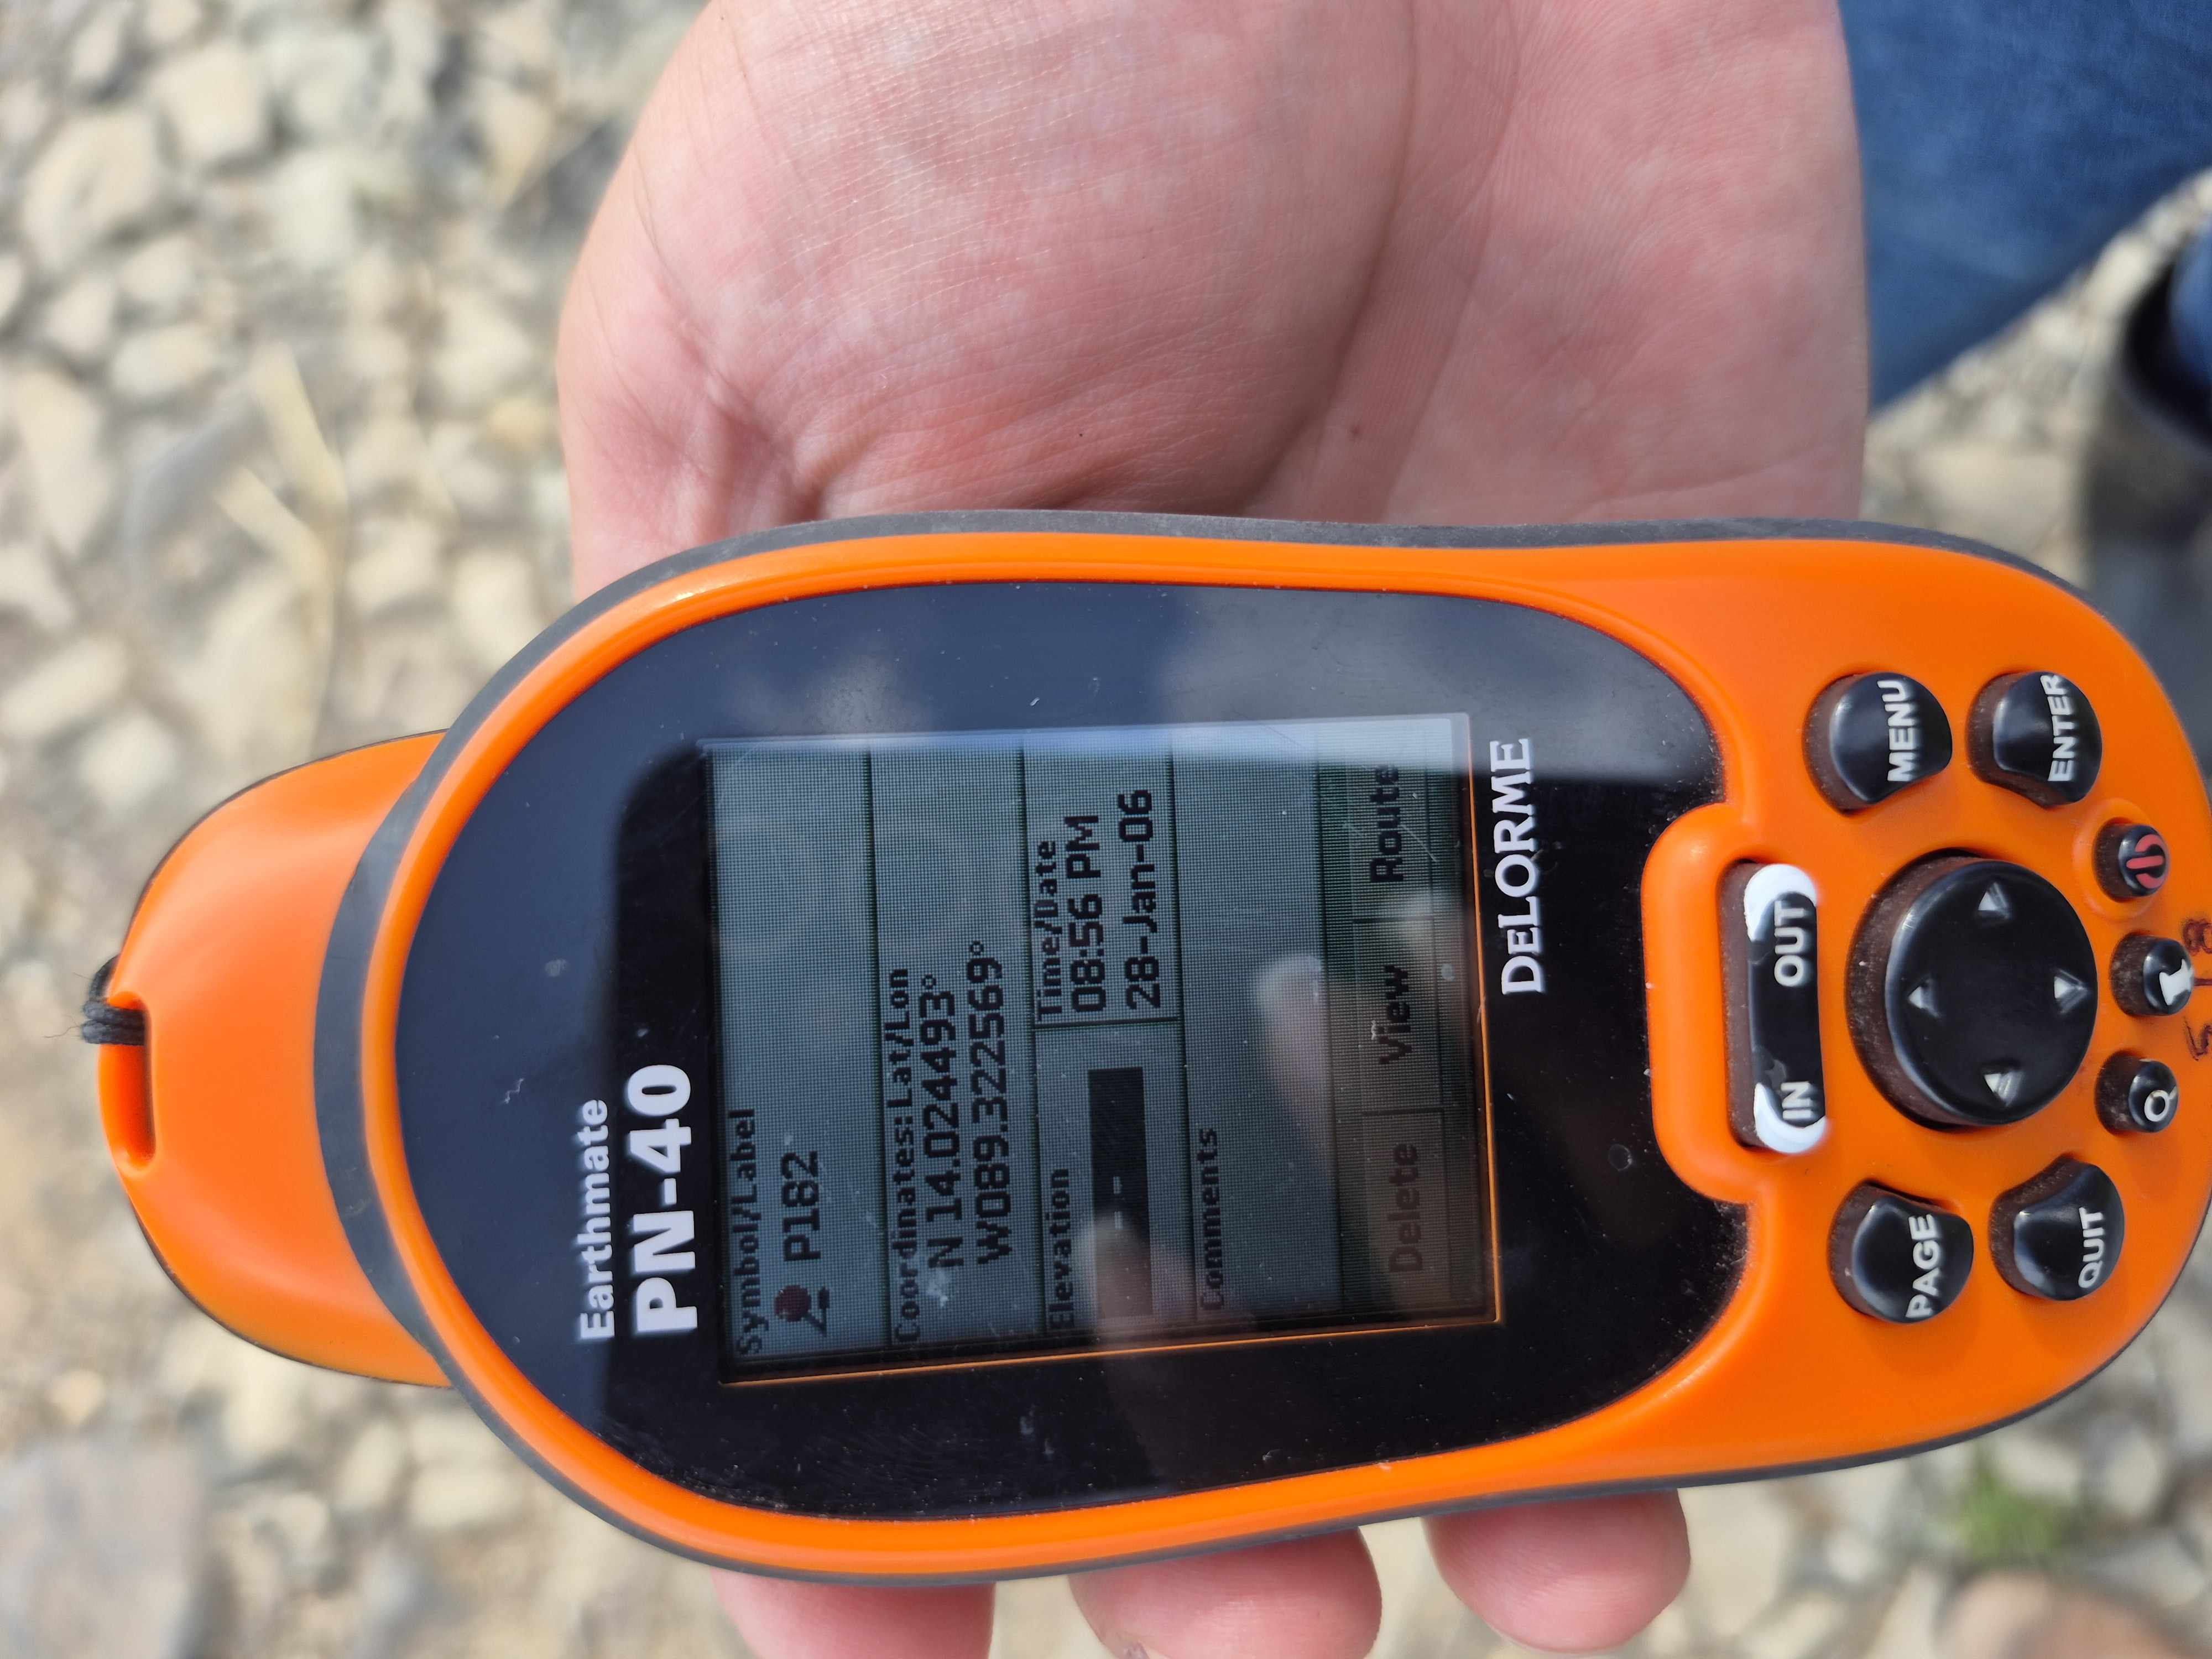 Earthmate
PN-40
Symbol/Label
P182
Coordinates: Lat/Lon
N 14.024493°
W089.322569°
Elevation
---
Time/Date
08:56 PM
28-Jan-06
Comments
Delete View Route
DELORME
IN OUT
PAGE MENU
QUIT ENTER